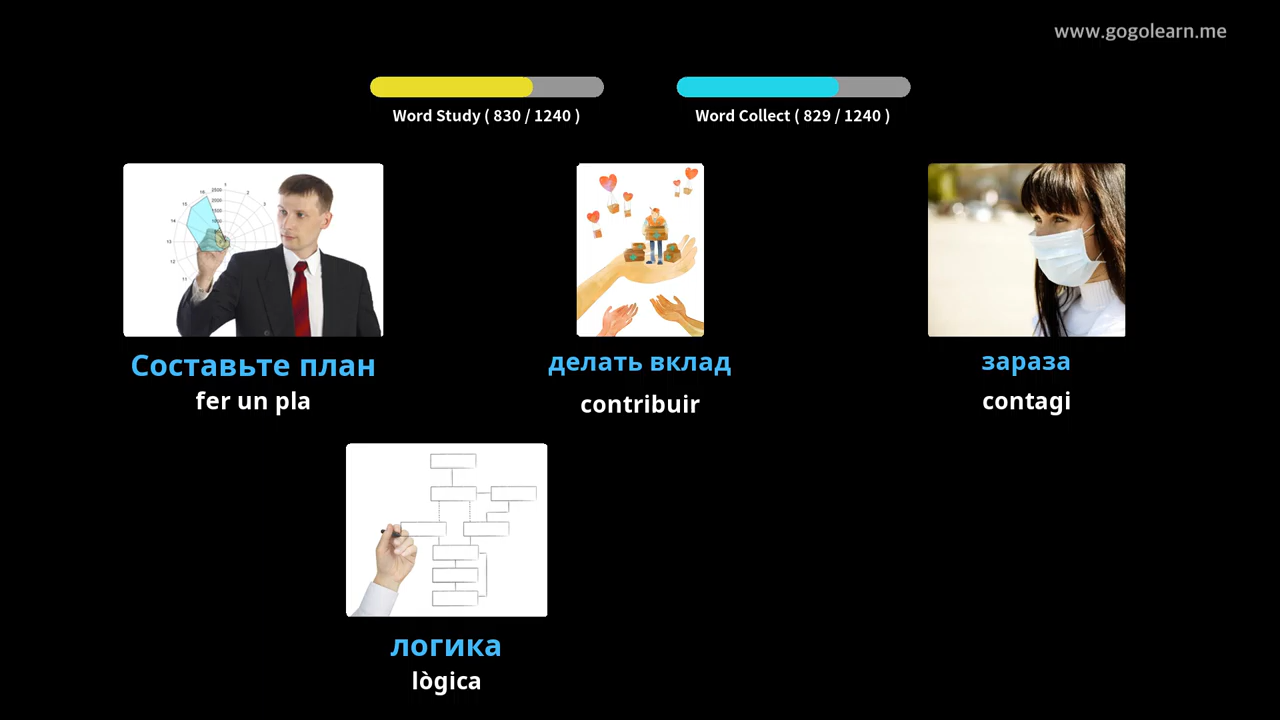 www.gogolearn.me
Word Study ( 830 / 1240 )
Word Collect ( 829 / 1240 )
Составьте план
fer un pla
делать вклад
contribuir
зараза
contagi
логика
lògica